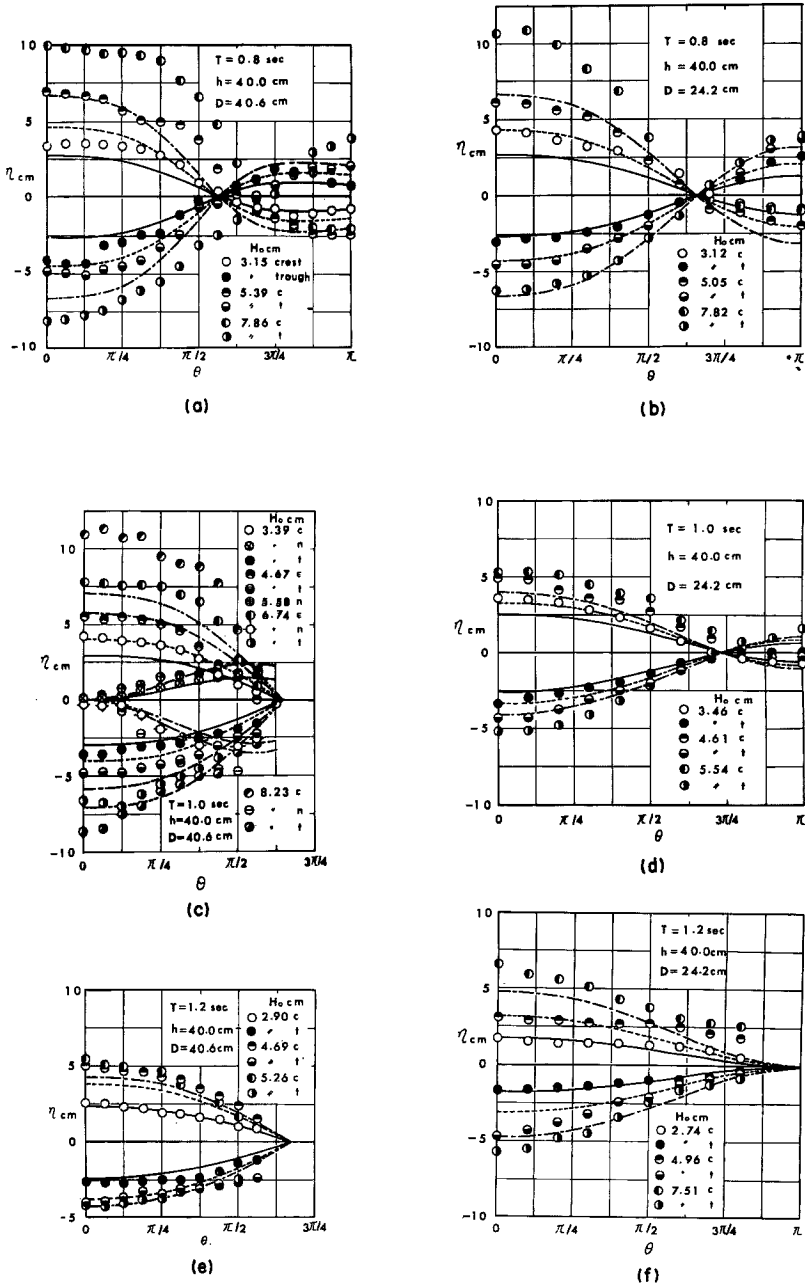 10
5
η cm
0
-5
-10
T = 0.8 sec
h = 40.0 cm
D = 40.6 cm
H₀ cm
3.15 crest
〃 trough
5.39 c
〃 t
7.86 c
〃 t
0
π/4
π/2
3π/4
π
θ
(a)
10
5
η cm
0
-5
-10
T = 0.8 sec
h = 40.0 cm
D = 24.2 cm
H₀ cm
3.12 c
〃 t
5.05 c
〃 t
7.82 c
〃 t
0
π/4
π/2
3π/4
π
θ
(b)
10
5
η cm
0
-5
-10
H₀ cm
3.39 c
〃 n
〃 t
4.67 c
〃 t
5.58 n
6.74 c
〃 n
〃 t
8.23 c
〃 n
〃 t
T = 1.0 sec
h = 40.0 cm
D = 40.6 cm
0
π/4
π/2
3π/4
θ
(c)
10
5
η cm
0
-5
-10
T = 1.0 sec
h = 40.0 cm
D = 24.2 cm
H₀ cm
3.46 c
〃 t
4.61 c
〃 t
5.54 c
〃 t
0
π/4
π/2
3π/4
π
θ
(d)
10
5
η cm
0
-5
T = 1.2 sec
h = 40.0 cm
D = 40.6 cm
H₀ cm
2.90 c
〃 t
4.69 c
〃 t
5.26 c
〃 t
0
π/4
π/2
3π/4
θ.
(e)
10
5
η cm
0
-5
-10
T = 1.2 sec
h = 40.0 cm
D = 24.2 cm
H₀ cm
2.74 c
〃 t
4.96 c
〃 t
7.51 c
〃 t
0
π/4
π/2
3π/4
π
θ
(f)